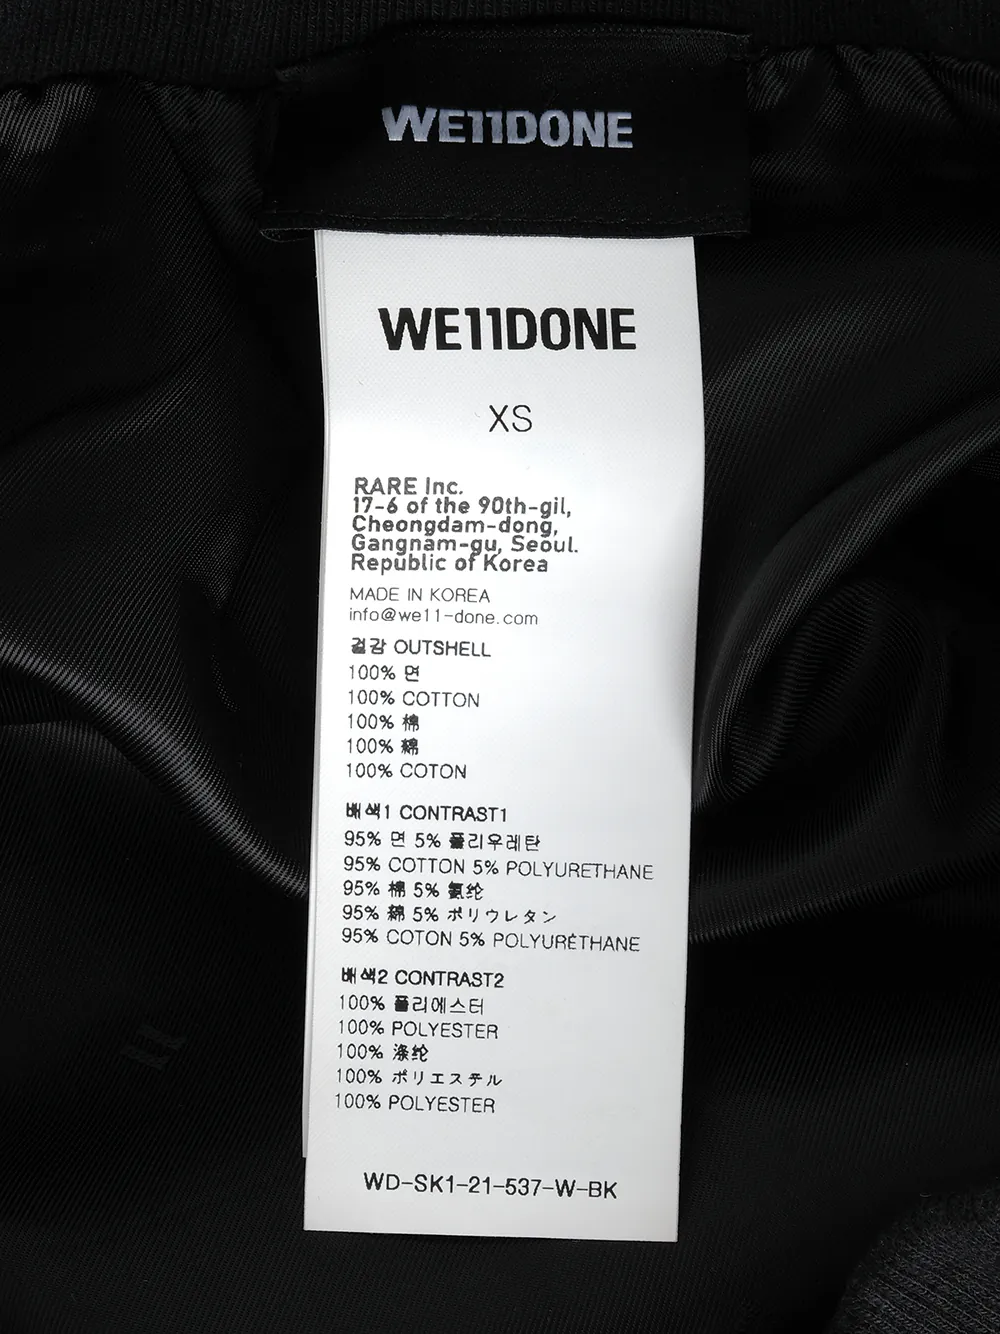 WE11DONE
WE11DONE
XS
RARE Inc.
17-6 of the 90th-gil,
Cheongdam-dong,
Gangnam-gu, Seoul.
Republic of Korea
MADE IN KOREA
info@we11-done.com
겉감 OUTSHELL
100% 면
100% COTTON
100% 棉
100% 綿
100% COTON
배색1 CONTRAST1
95% 면 5% 폴리우레탄
95% COTTON 5% POLYURETHANE
95% 棉 5% 氨纶
95% 綿 5% ポリウレタン
95% COTON 5% POLYURÉTHANE
배색2 CONTRAST2
100% 폴리에스터
100% POLYESTER
100% 涤纶
100% ポリエステル
100% POLYESTER
WD-SK1-21-537-W-BK